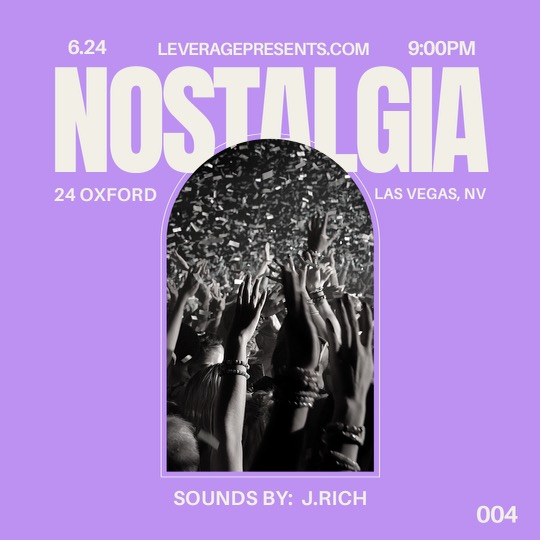 6.24 LEVERAGEPRESENTS.COM 9:00PM
NOSTALGIA
24 OXFORD LAS VEGAS, NV
SOUNDS BY: J.RICH
004